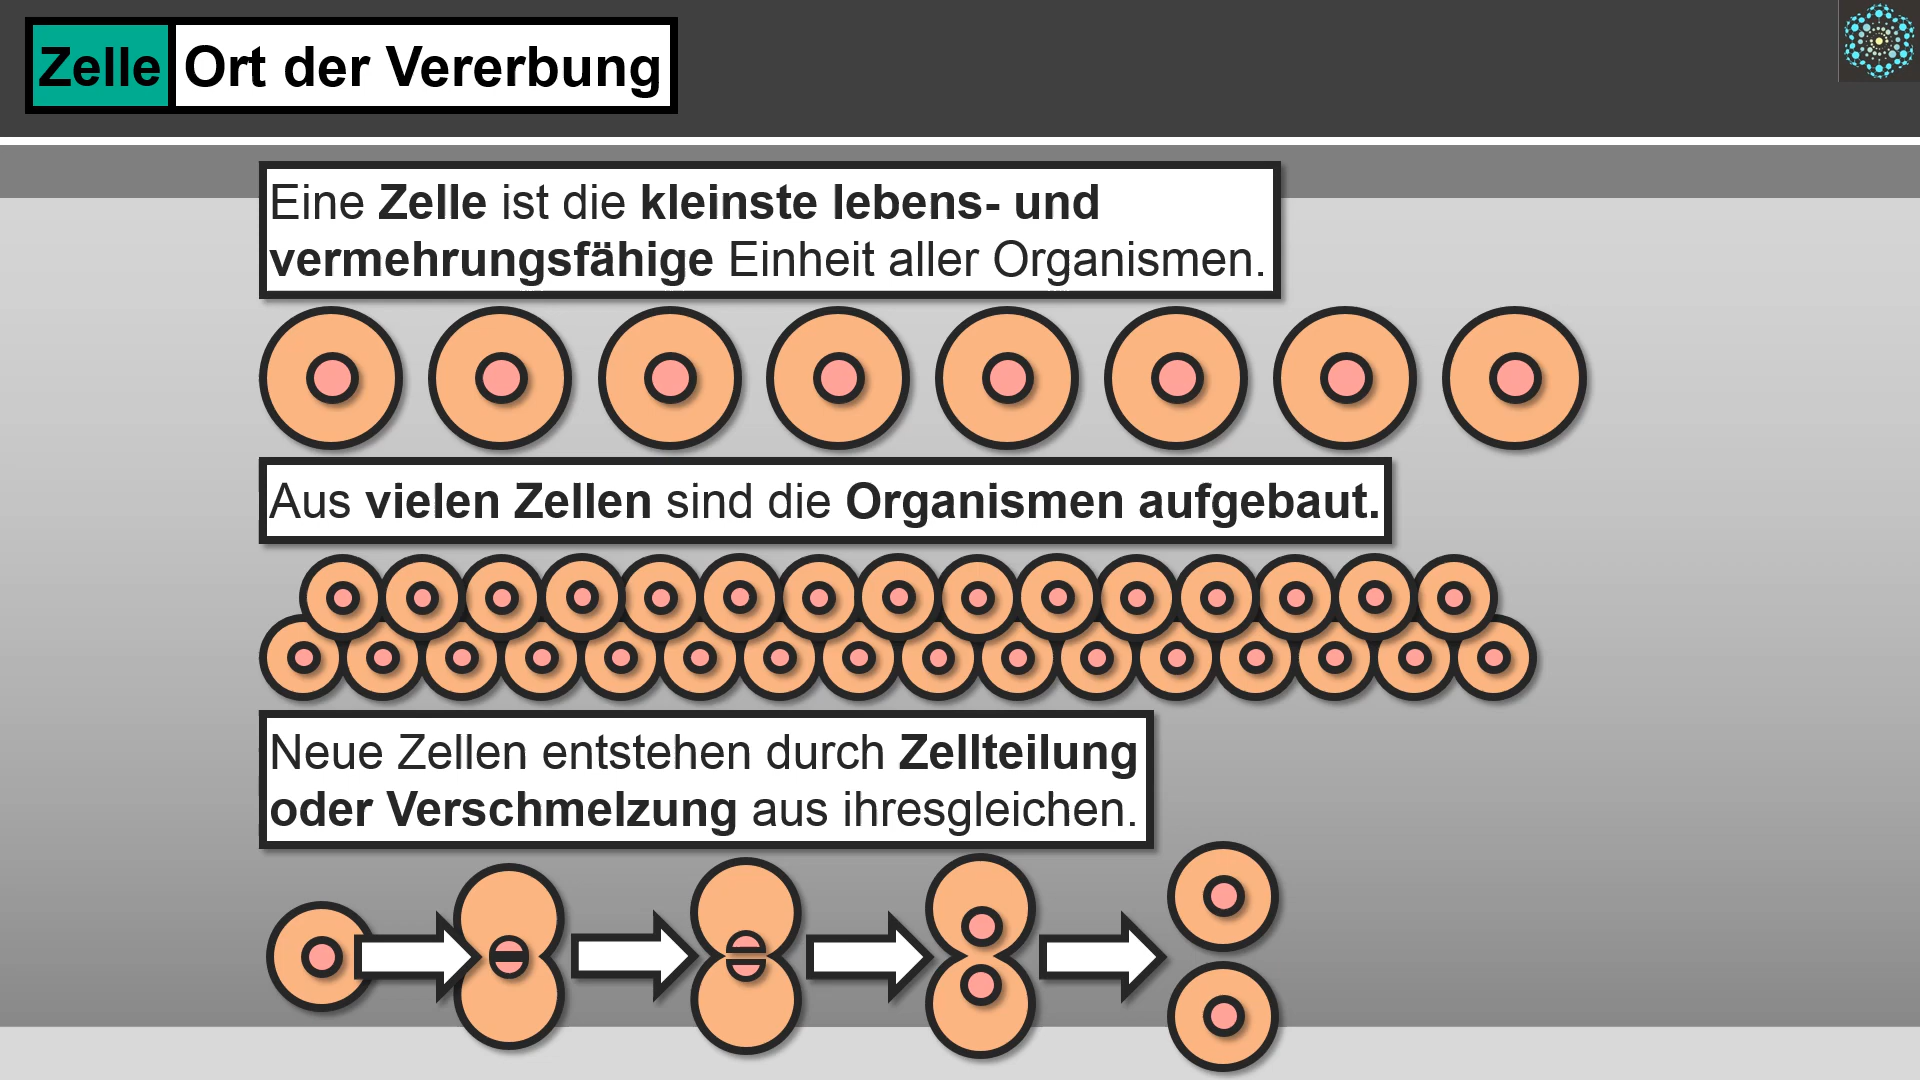 Zelle Ort der Vererbung
Eine Zelle ist die kleinste lebens- und
vermehrungsfähige Einheit aller Organismen.
Aus vielen Zellen sind die Organismen aufgebaut.
Neue Zellen entstehen durch Zellteilung
oder Verschmelzung aus ihresgleichen.